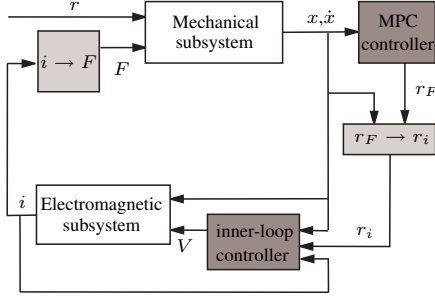 r
Mechanical
subsystem
x,ẋ
MPC
controller
i → F
F
r_F
r_F → r_i
i
Electromagnetic
subsystem
V
inner-loop
controller
r_i